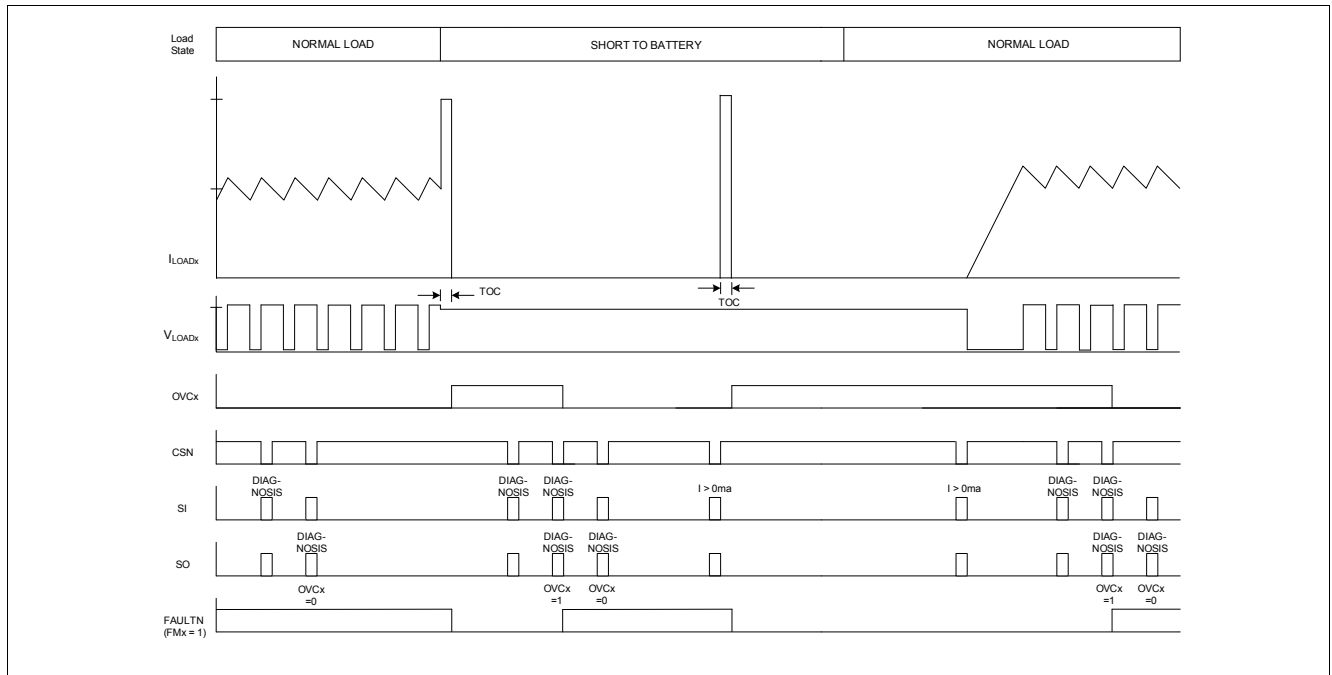 Load
State
NORMAL LOAD
SHORT TO BATTERY
NORMAL LOAD
ILOADx
TOC
TOC
VLOADx
OVCx
CSN
DIAG-
NOSIS
DIAG-
NOSIS
DIAG-
NOSIS
I > 0ma
I > 0ma
DIAG-
NOSIS
DIAG-
NOSIS
SI
DIAG-
NOSIS
DIAG-
NOSIS
DIAG-
NOSIS
DIAG-
NOSIS
DIAG-
NOSIS
SO
OVCx
=0
OVCx
=1
OVCx
=0
OVCx
=1
OVCx
=0
FAULTN
(FMx = 1)